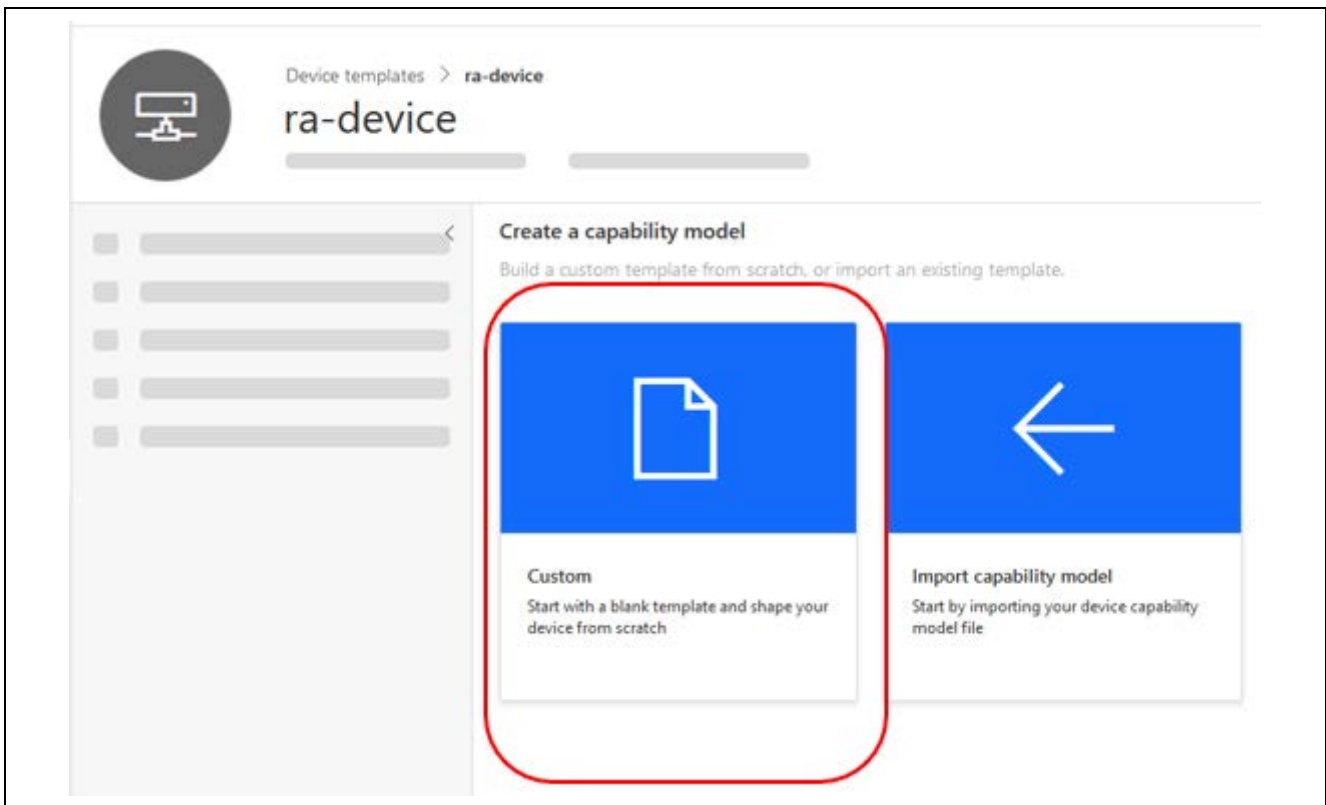 Device templates > ra-device
ra-device
Create a capability model
Build a custom template from scratch, or import an existing template.
Custom
Start with a blank template and shape your
device from scratch
Import capability model
Start by importing your device capability
model file